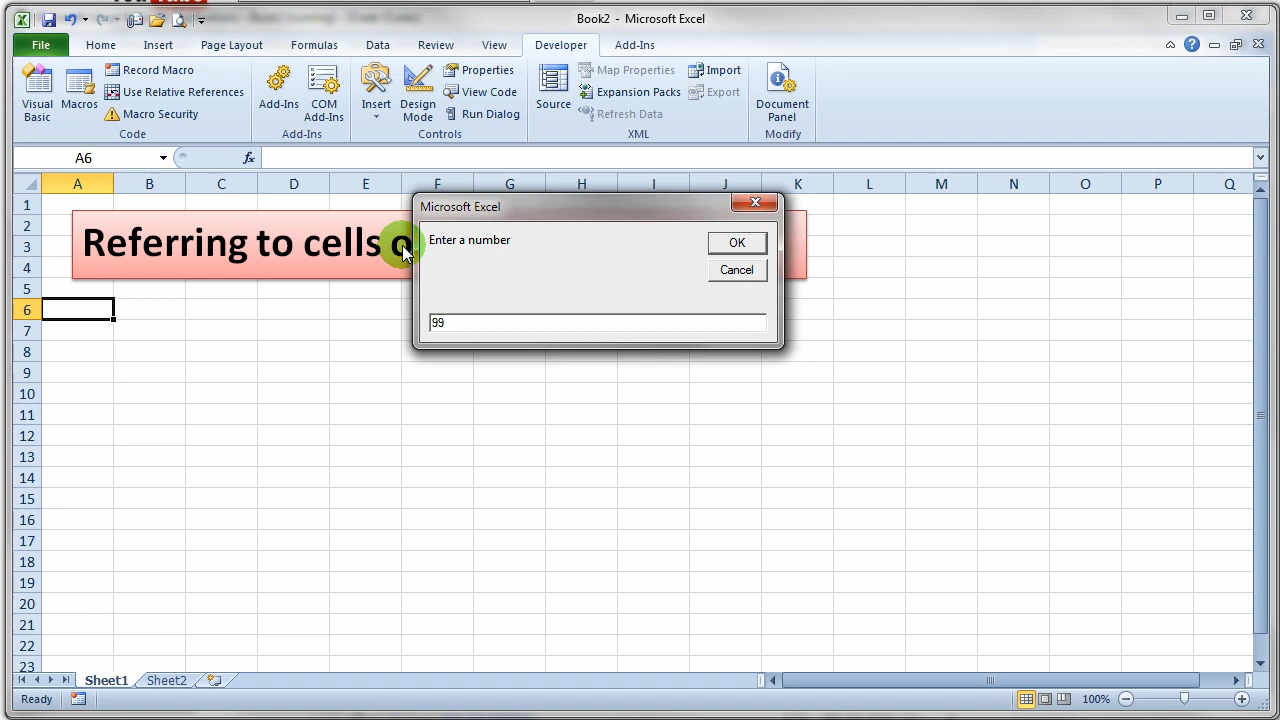 You Tube
Book2 - Microsoft Excel
File Home Insert Page Layout Formulas Data Review View Developer Add-Ins
Visual Basic
Macros
Record Macro
Use Relative References
Macro Security
Code
Add-Ins
COM Add-Ins
Add-Ins
Insert
Design Mode
Properties
View Code
Run Dialog
Controls
Source
Map Properties
Expansion Packs
Refresh Data
Import
Export
XML
Document Panel
Modify
A6
fx
A B C D E F G H I J K L M N O P Q
1
2
3
4
5
6
7
8
9
10
11
12
13
14
15
16
17
18
19
20
21
22
23
Referring to cells o
Microsoft Excel
Enter a number
OK
Cancel
99
Sheet1 Sheet2
Ready
100%